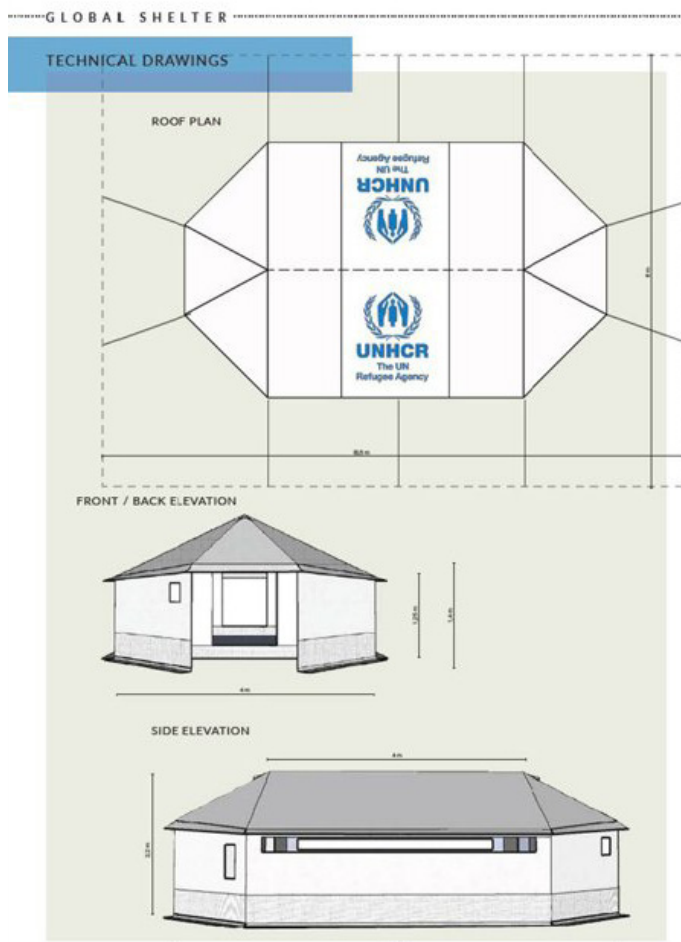 GLOBAL SHELTER
TECHNICAL DRAWINGS
ROOF PLAN
UNHCR
The UN
Refugee Agency
UNHCR
The UN
Refugee Agency
FRONT / BACK ELEVATION
SIDE ELEVATION